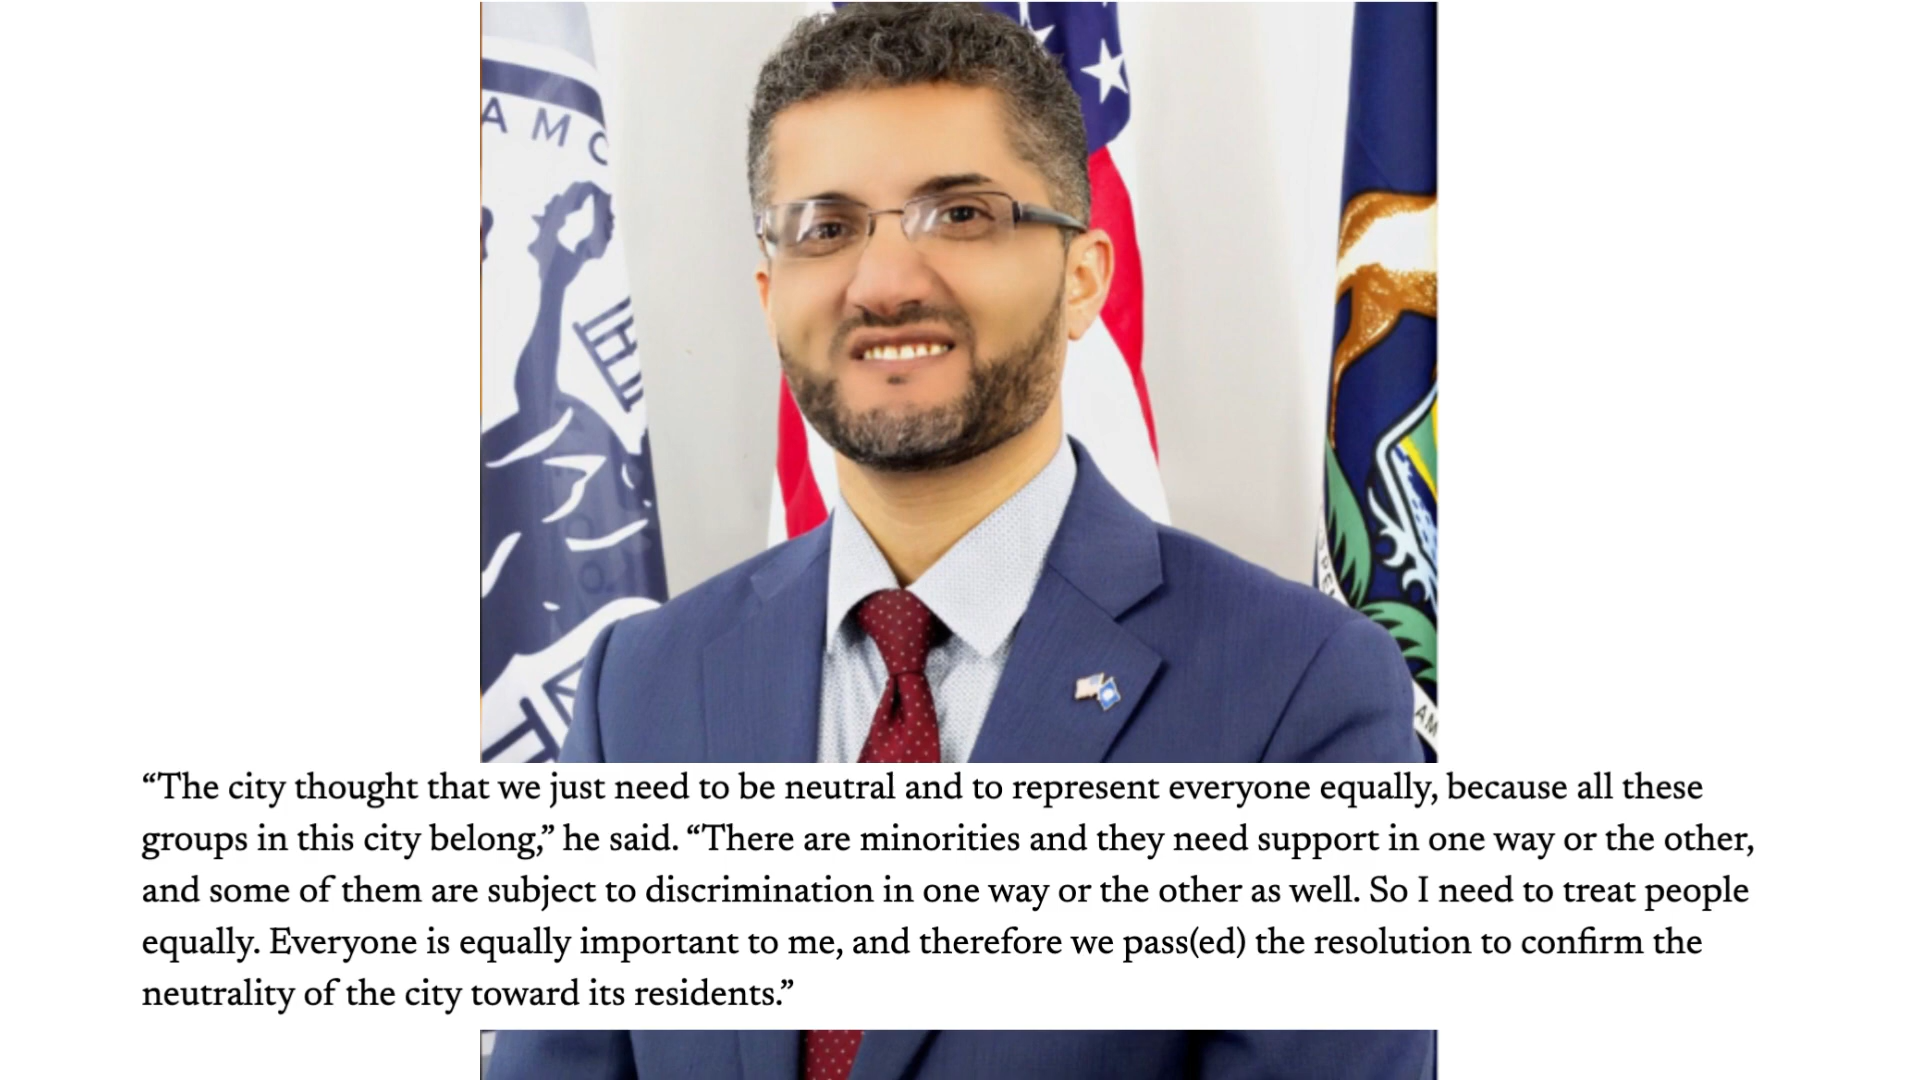 AMC
UPE
AM
“The city thought that we just need to be neutral and to represent everyone equally, because all these
groups in this city belong,” he said. “There are minorities and they need support in one way or the other,
and some of them are subject to discrimination in one way or the other as well. So I need to treat people
equally. Everyone is equally important to me, and therefore we pass(ed) the resolution to confirm the
neutrality of the city toward its residents.”